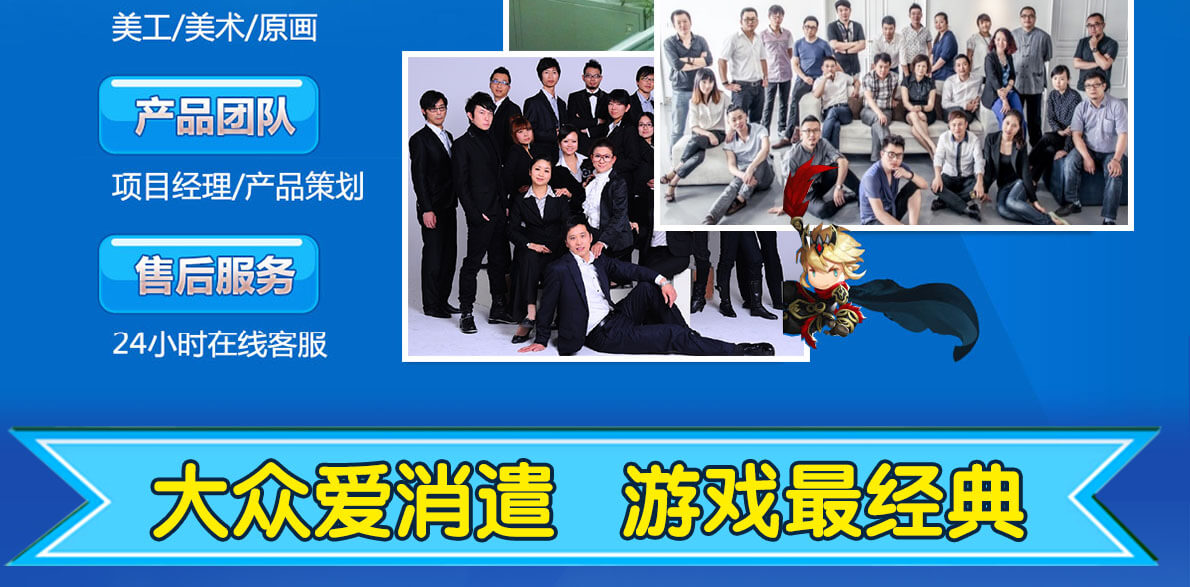 美工/美术/原画
产品团队
项目经理/产品策划
售后服务
24小时在线客服
大众爱消遣 游戏最经典